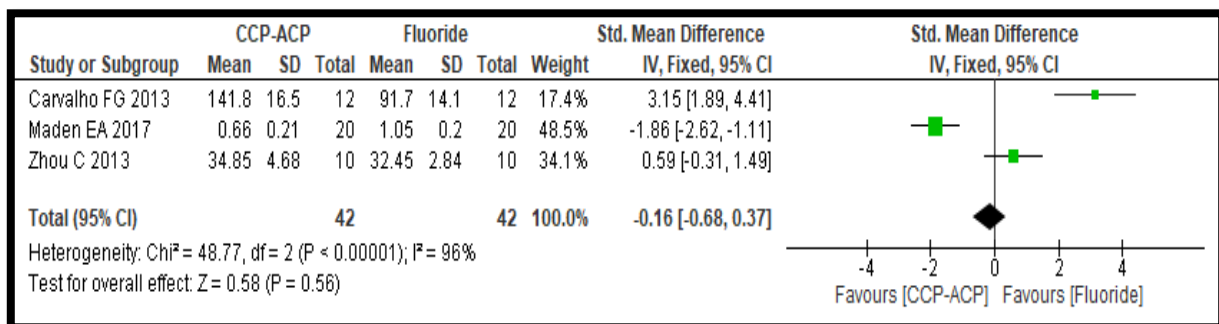 CCP-ACP Fluoride Std. Mean Difference Std. Mean Difference
Study or Subgroup Mean SD Total Mean SD Total Weight IV, Fixed, 95% CI IV, Fixed, 95% CI
Carvalho FG 2013 141.8 16.5 12 91.7 14.1 12 17.4% 3.15 [1.89, 4.41]
Maden EA 2017 0.66 0.21 20 1.05 0.2 20 48.5% -1.86 [-2.62, -1.11]
Zhou C 2013 34.85 4.68 10 32.45 2.84 10 34.1% 0.59 [-0.31, 1.49]
Total (95% CI) 42 42 100.0% -0.16 [-0.68, 0.37]
Heterogeneity: Chi² = 48.77, df = 2 (P < 0.00001); I² = 96%
Test for overall effect: Z = 0.58 (P = 0.56)
-4 -2 0 2 4
Favours [CCP-ACP] Favours [Fluoride]